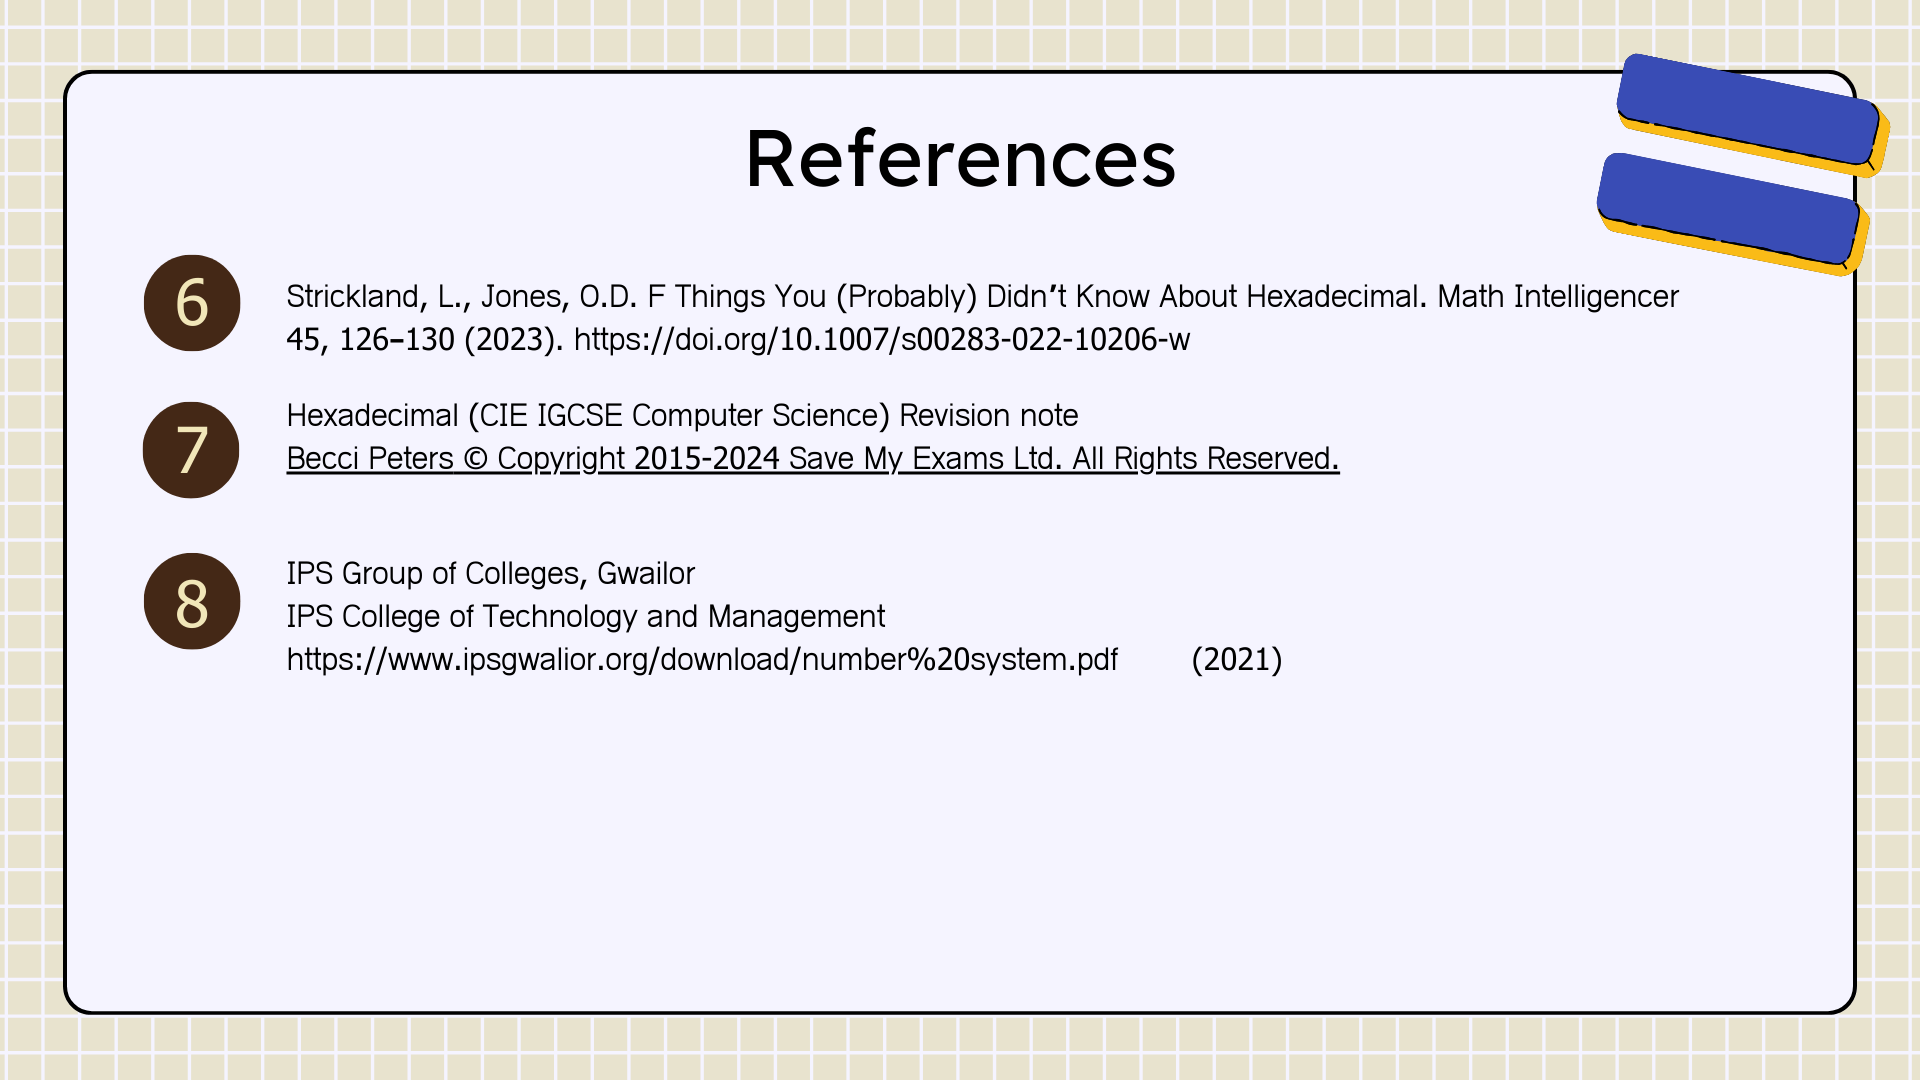 References
6
Strickland, L., Jones, O.D. F Things You (Probably) Didn't Know About Hexadecimal. Math Intelligencer
45, 126–130 (2023). https://doi.org/10.1007/s00283-022-10206-w
7
Hexadecimal (CIE IGCSE Computer Science) Revision note
Becci Peters © Copyright 2015-2024 Save My Exams Ltd. All Rights Reserved.
8
IPS Group of Colleges, Gwailor
IPS College of Technology and Management
https://www.ipsgwalior.org/download/number%20system.pdf (2021)